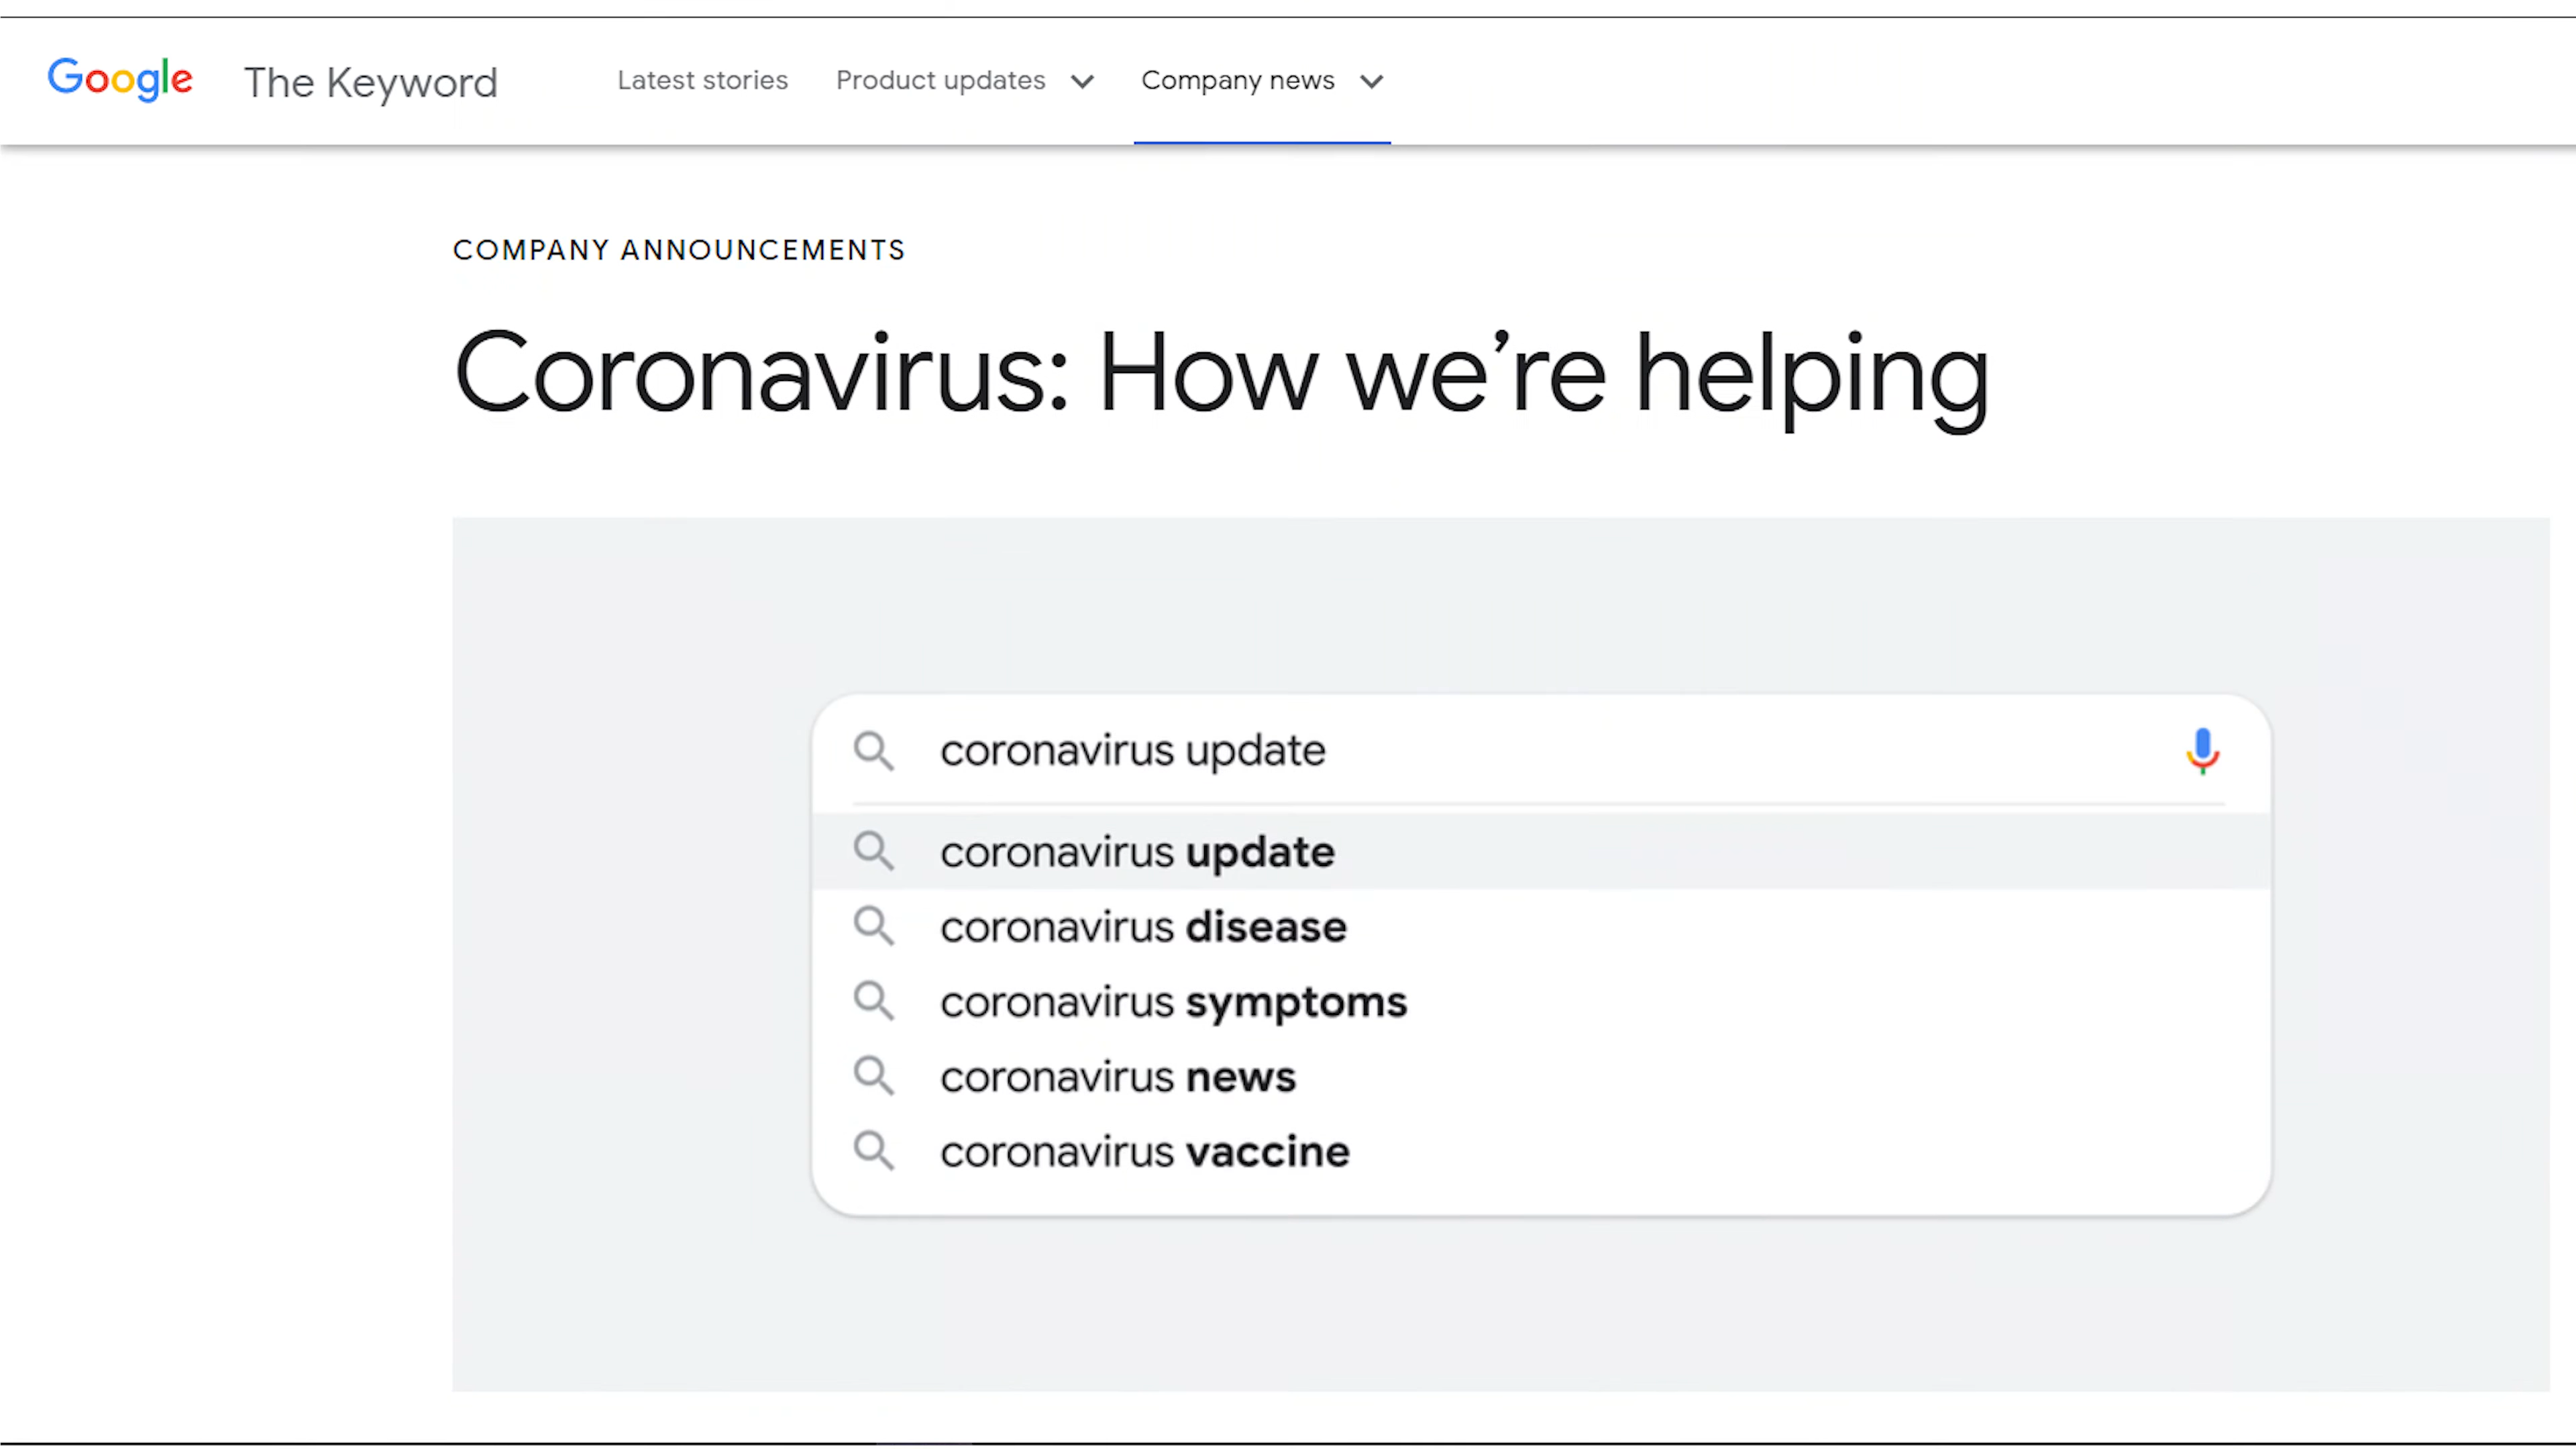 Google The Keyword Latest stories Product updates Company news
COMPANY ANNOUNCEMENTS
Coronavirus: How we’re helping
coronavirus update
coronavirus update
coronavirus disease
coronavirus symptoms
coronavirus news
coronavirus vaccine